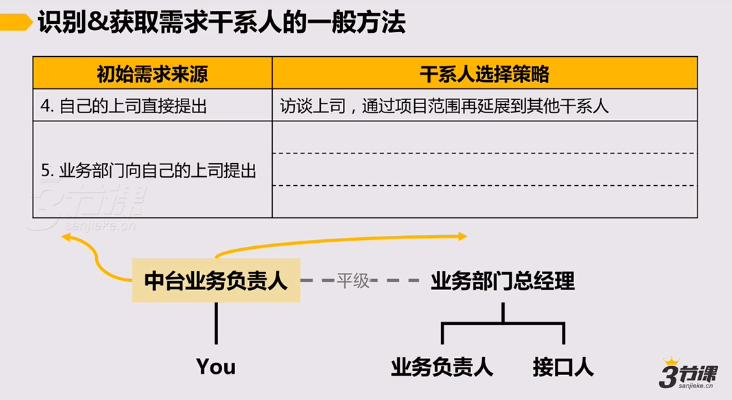 识别&获取需求干系人的一般方法
初始需求来源 干系人选择策略
4. 自己的上司直接提出 访谈上司，通过项目范围再延展到其他干系人
5. 业务部门向自己的上司提出
3节课
sanjieke.cn
中台业务负责人 平级 业务部门总经理
You 业务负责人 接口人
3节课
sanjieke.cn